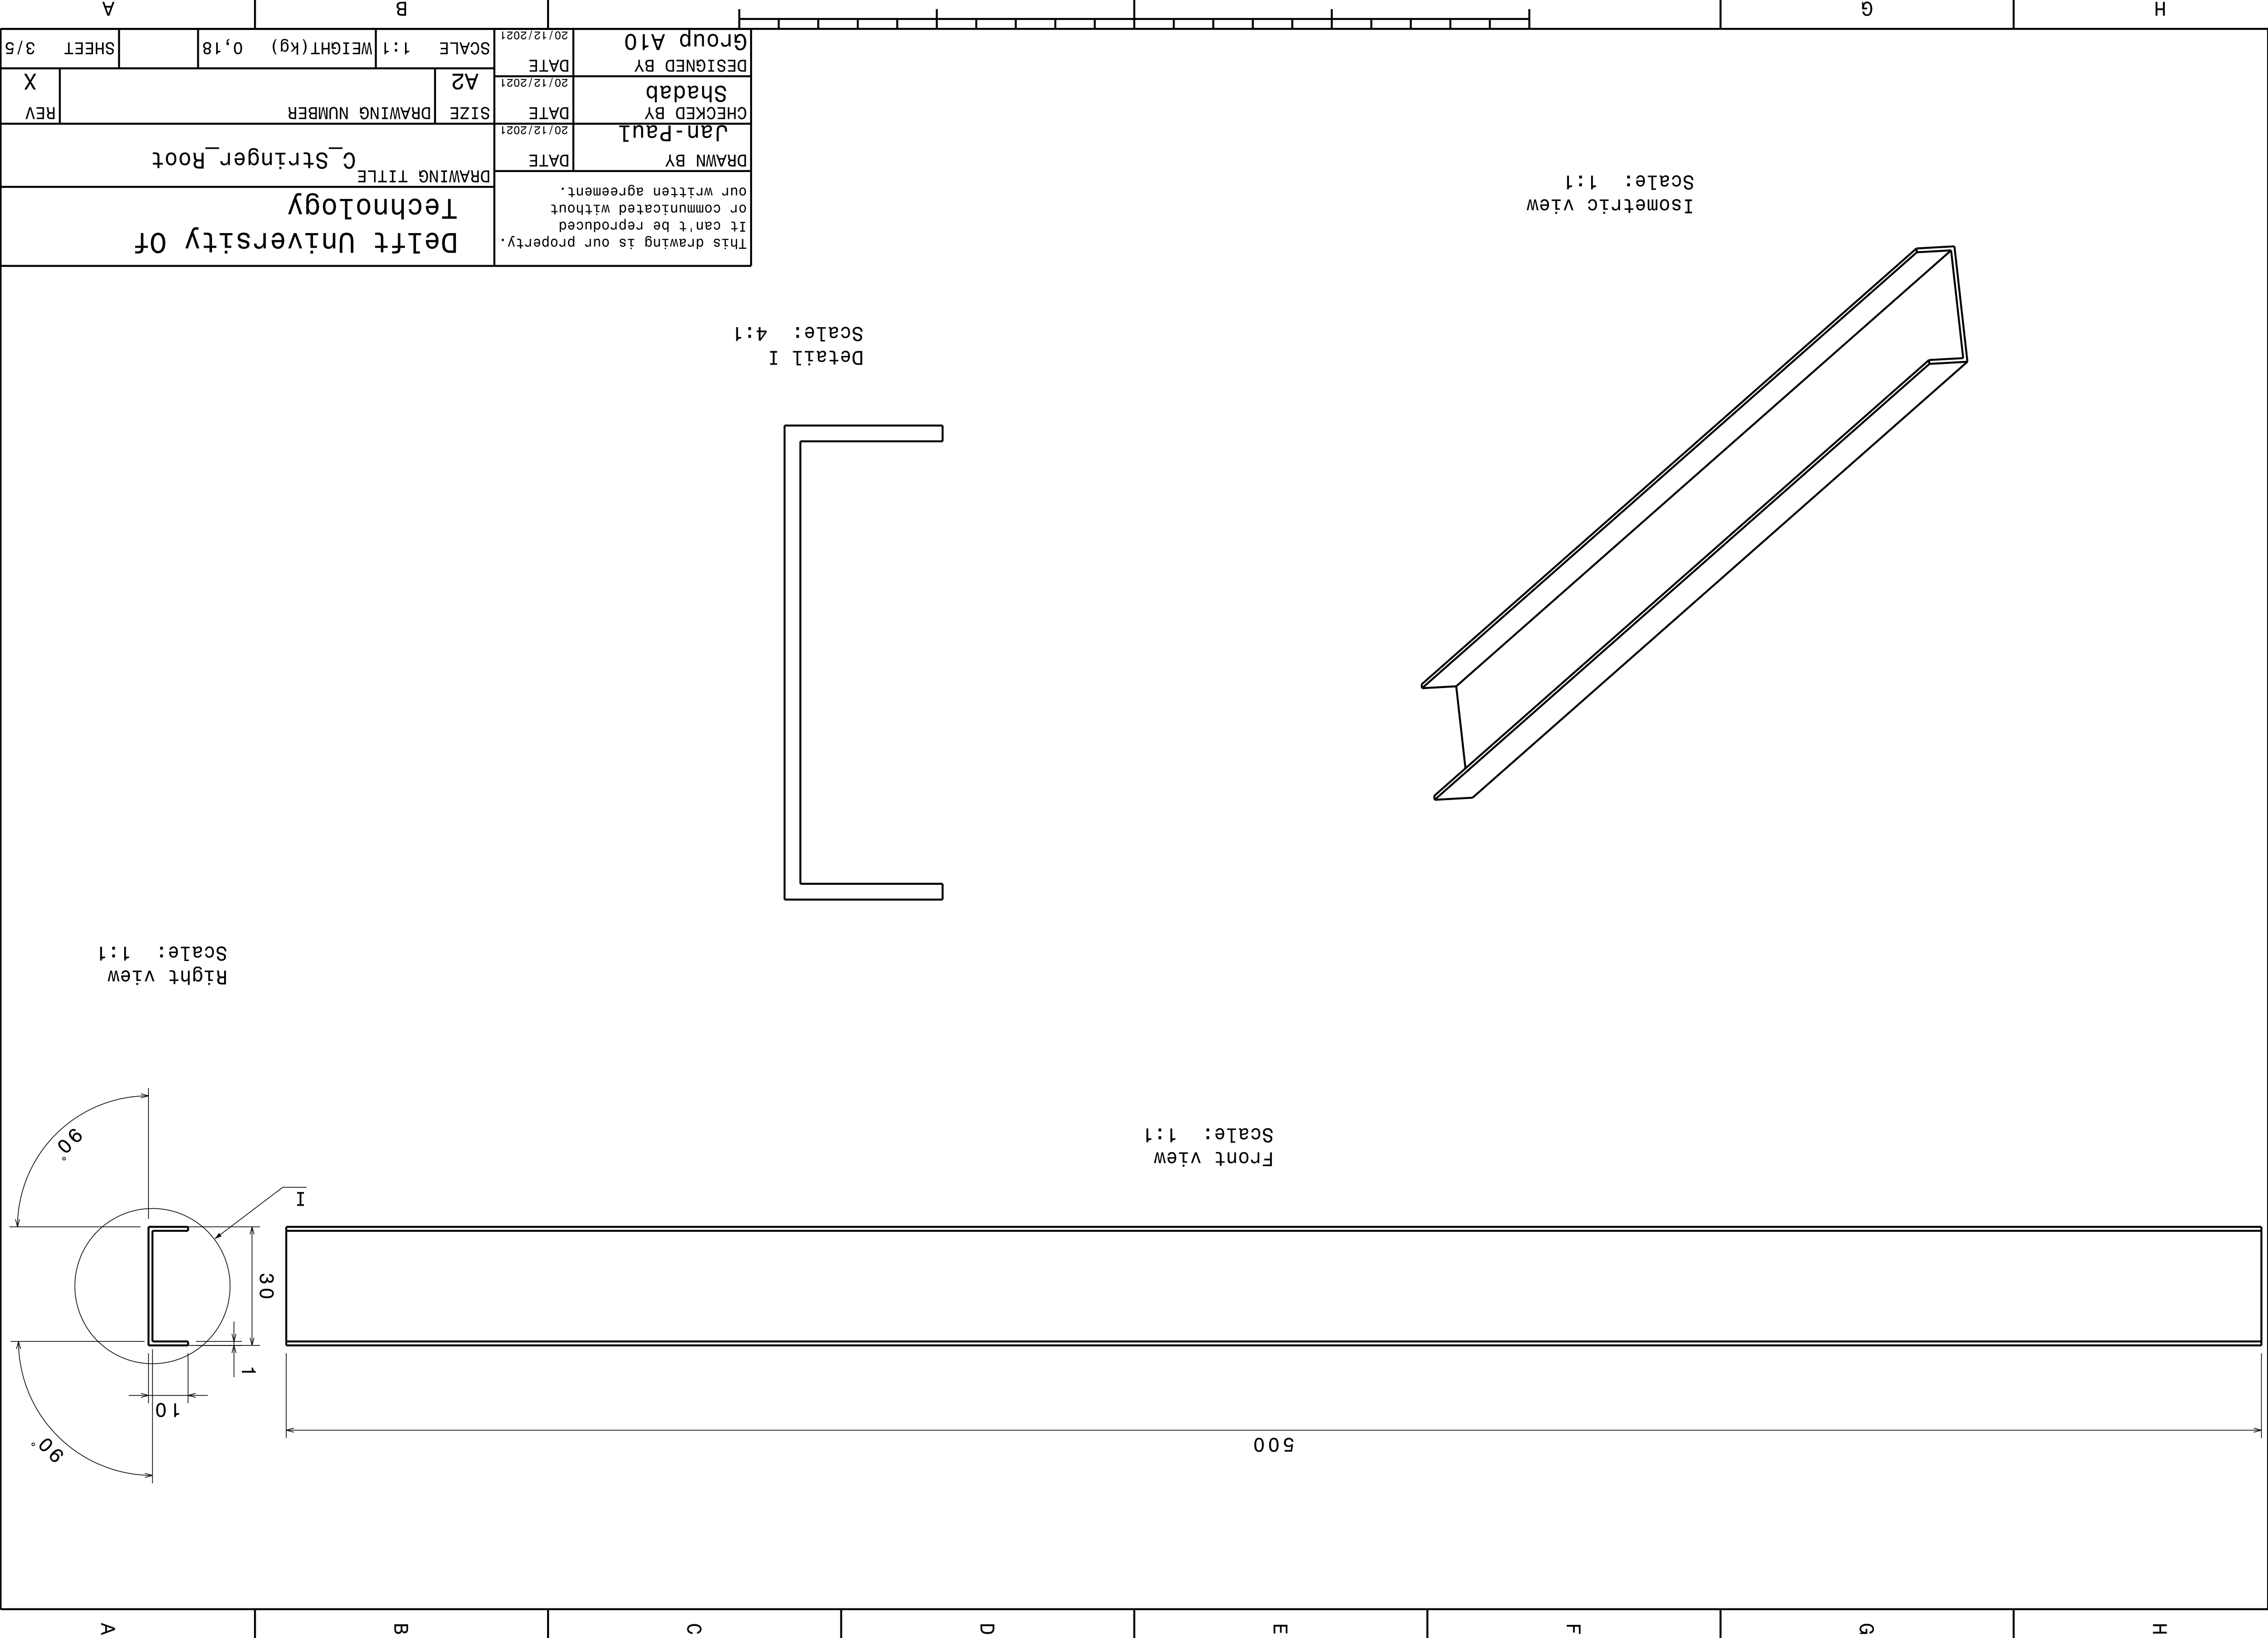 H
G
F
E
D
C
B
A
500
90°
10
1
30
I
90°
Front view
Scale: 1:1
Right view
Scale: 1:1
Detail I
Scale: 4:1
Isometric view
Scale: 1:1
This drawing is our property.
It can't be reproduced
or communicated without
our written agreement.
Delft University Of
Technology
DRAWN BY
Jan-Paul
DATE
20/12/2021
DRAWING TITLE
C_Stringer_Root
CHECKED BY
Shadab
DATE
20/12/2021
SIZE
A2
DRAWING NUMBER
REV
X
DESIGNED BY
Group A10
DATE
20/12/2021
SCALE 1:1
WEIGHT(kg) 0,18
SHEET 3/5
H
G
B
A